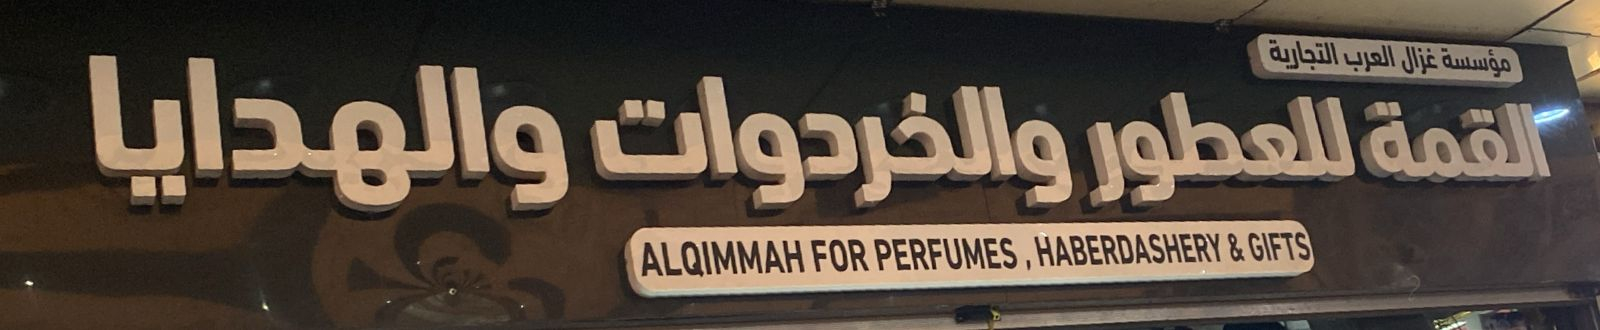 مؤسسة غزال العرب التجارية
القمة للعطور والخردوات والهدايا
ALQIMMAH FOR PERFUMES , HABERDASHERY & GIFTS